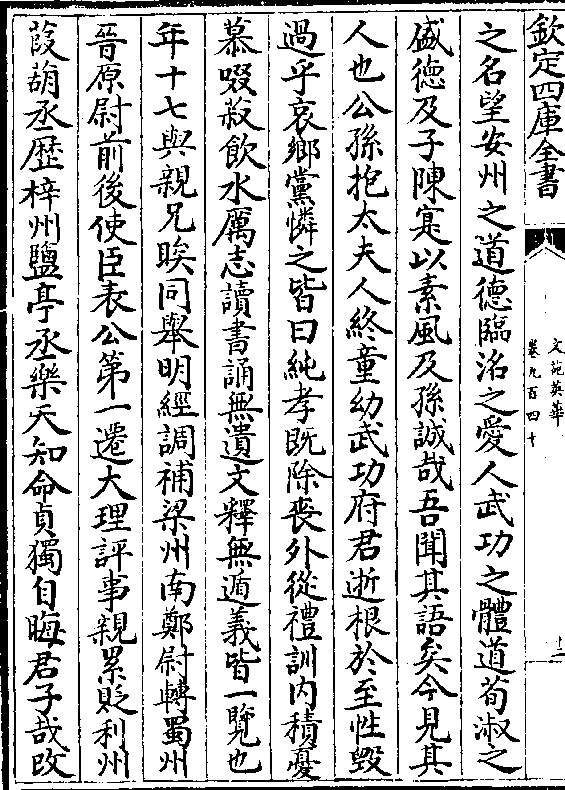 欽定四庫全書
文苑英華
卷九百四十
十二
之名望安州之道德臨洺之愛人武功之體道荀淑之
盛德及子陳寔以素風及孫誠哉吾聞其語矣今見其
人也公孫抱太夫人終童幼武功府君逝根於至性毀
過乎哀鄉黨憐之皆曰純孝既除喪外從禮訓内積憂
慕啜菽飲水厲志讀書誦無遺文釋無遁義皆一覽也
年十七與親兄睽同舉明經調補梁州南鄭尉轉蜀州
晉原尉前後使臣表公第一遷大理評事親累貶利州
葭葫丞歴梓州鹽亭丞樂天知命貞獨自晦君子哉改